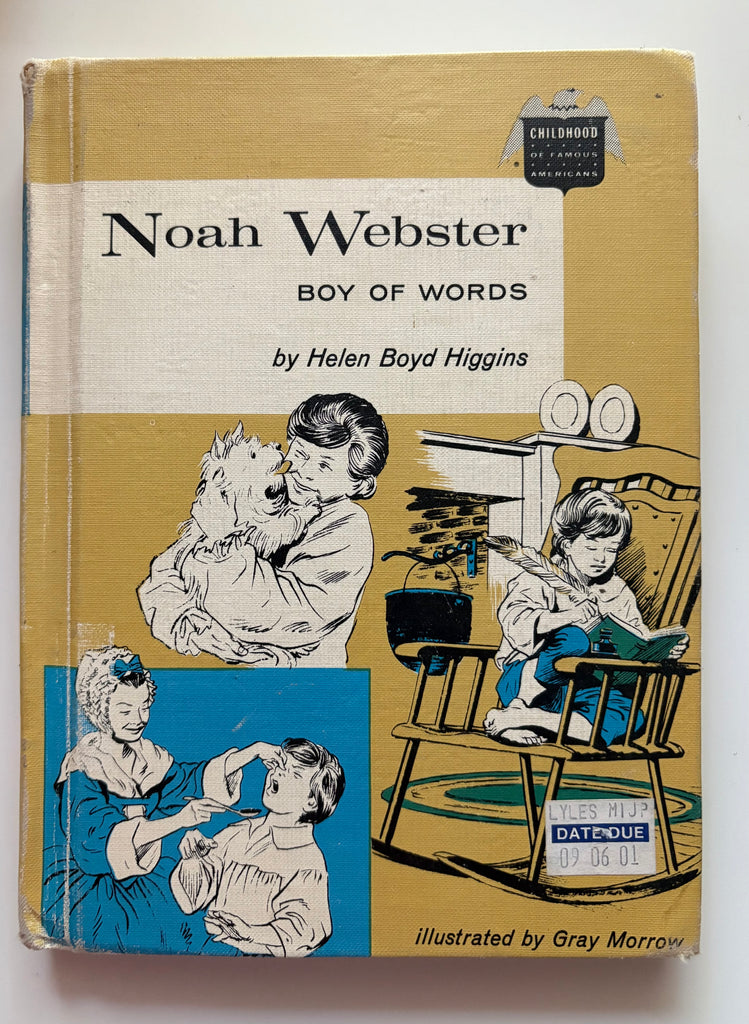 CHILDHOOD
OF FAMOUS
AMERICANS
Noah Webster
BOY OF WORDS
by Helen Boyd Higgins
LYLES MIJ?
DATE DUE
09 06 01
illustrated by Gray Morrow